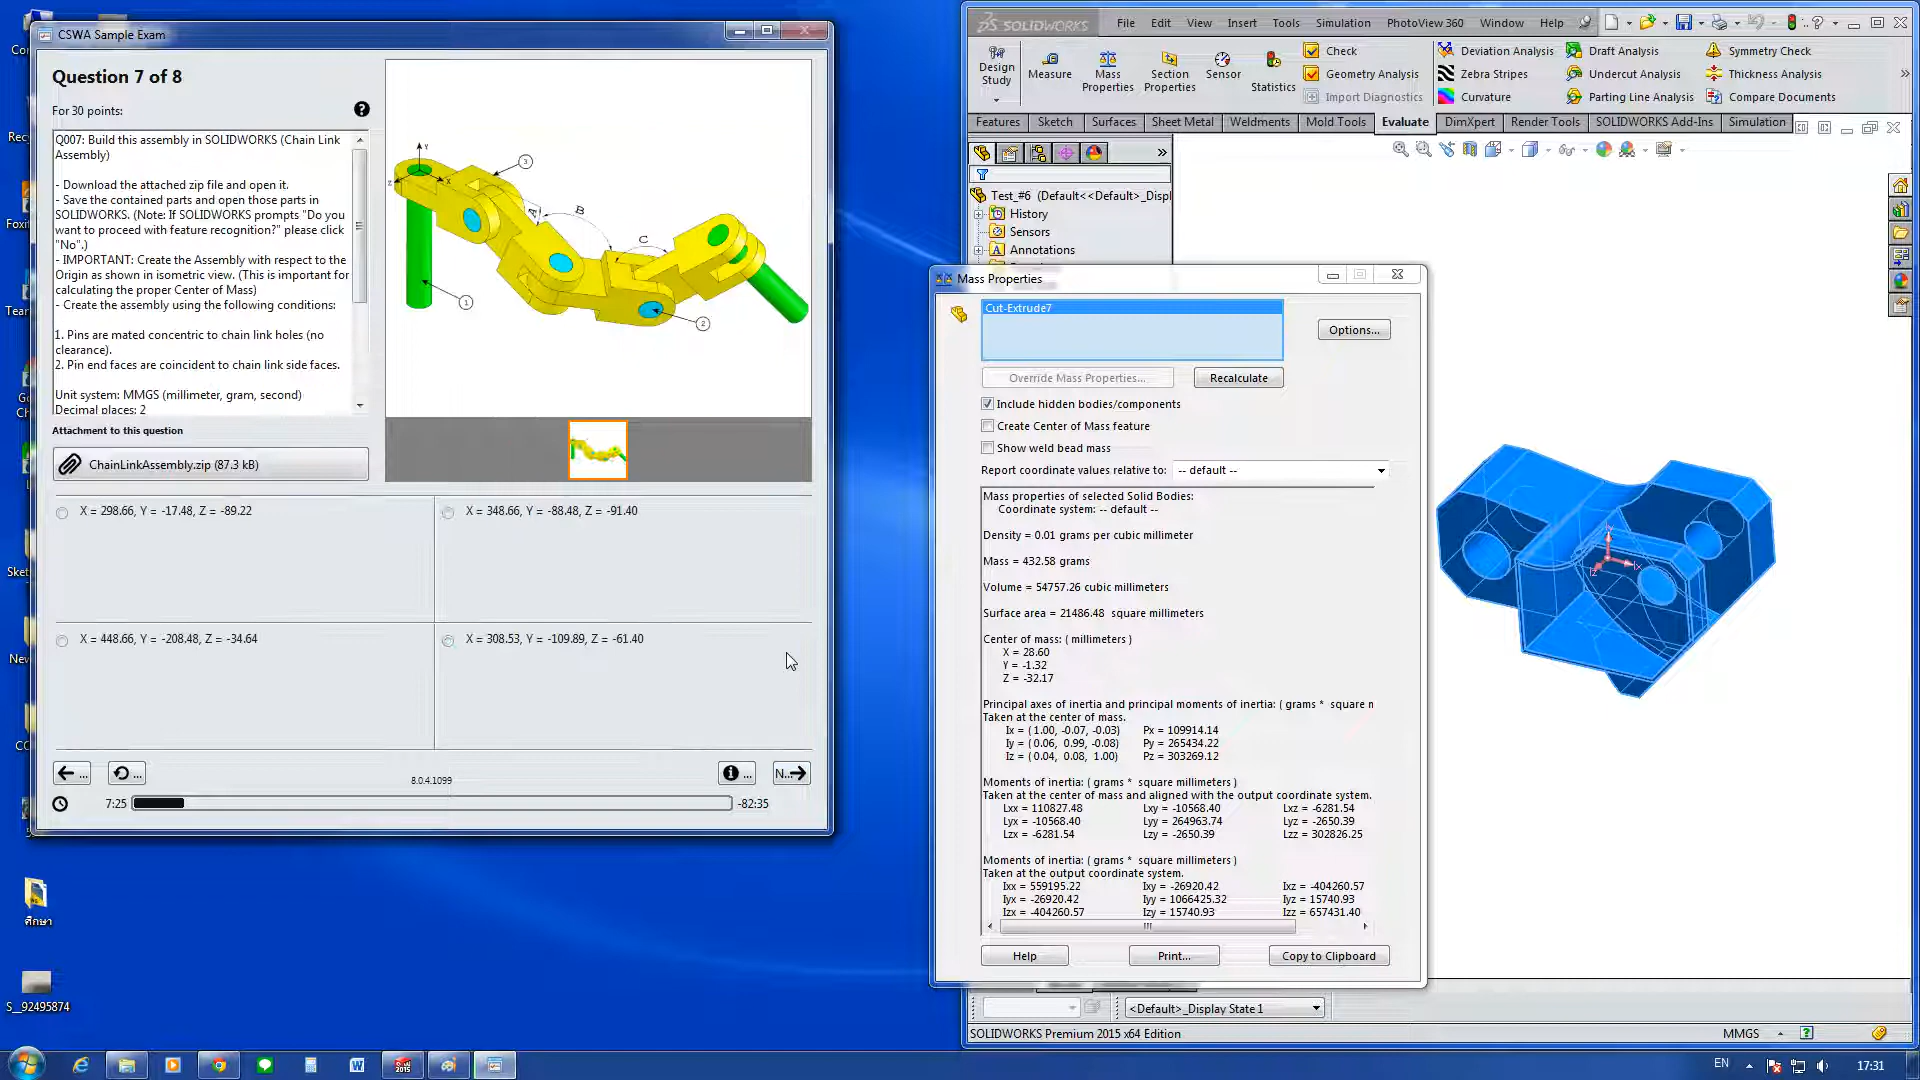 CSWA Sample Exam
Question 7 of 8
For 30 points:
Q007: Build this assembly in SOLIDWORKS (Chain Link
Assembly)
- Download the attached zip file and open it.
- Save the contained parts and open those parts in
SOLIDWORKS. (Note: If SOLIDWORKS prompts "Do you
want to proceed with feature recognition?" please click
"No".)
- IMPORTANT: Create the Assembly with respect to the
Origin as shown in isometric view. (This is important for
calculating the proper Center of Mass)
- Create the assembly using the following conditions:
1. Pins are mated concentric to chain link holes (no
clearance).
2. Pin end faces are coincident to chain link side faces.
Unit system: MMGS (millimeter, gram, second)
Decimal places: 2
Y
X
Z
A
B
C
1
2
3
Attachment to this question
ChainLinkAssembly.zip (87.3 kB)
X = 298.66, Y = -17.48, Z = -89.22
X = 348.66, Y = -88.48, Z = -91.40
X = 448.66, Y = -208.48, Z = -34.64
X = 308.53, Y = -109.89, Z = -61.40
... ... 8.0.4.1099 ... N...
7:25 -82:35
SOLIDWORKS File Edit View Insert Tools Simulation PhotoView 360 Window Help
Design Study
Measure
Mass Properties
Section Properties
Sensor
Statistics
Check
Geometry Analysis
Import Diagnostics
Deviation Analysis
Zebra Stripes
Curvature
Draft Analysis
Undercut Analysis
Parting Line Analysis
Symmetry Check
Thickness Analysis
Compare Documents
Features Sketch Surfaces Sheet Metal Weldments Mold Tools Evaluate DimXpert Render Tools SOLIDWORKS Add-Ins Simulation
Test_#6 (Default<<Default>_Displ
History
Sensors
Annotations
Mass Properties
Cut-Extrude7
Options...
Override Mass Properties...
Recalculate
Include hidden bodies/components
Create Center of Mass feature
Show weld bead mass
Report coordinate values relative to: -- default --
Mass properties of selected Solid Bodies:
Coordinate system: -- default --
Density = 0.01 grams per cubic millimeter
Mass = 432.58 grams
Volume = 54757.26 cubic millimeters
Surface area = 21486.48 square millimeters
Center of mass: ( millimeters )
X = 28.60
Y = -1.32
Z = -32.17
Principal axes of inertia and principal moments of inertia: ( grams * square m
Taken at the center of mass.
Ix = ( 1.00, -0.07, -0.03) Px = 109914.14
Iy = ( 0.06, 0.99, -0.08) Py = 265434.22
Iz = ( 0.04, 0.08, 1.00) Pz = 303269.12
Moments of inertia: ( grams * square millimeters )
Taken at the center of mass and aligned with the output coordinate system.
Lxx = 110827.48 Lxy = -10568.40 Lxz = -6281.54
Lyx = -10568.40 Lyy = 264963.74 Lyz = -2650.39
Lzx = -6281.54 Lzy = -2650.39 Lzz = 302826.25
Moments of inertia: ( grams * square millimeters )
Taken at the output coordinate system.
Ixx = 559195.22 Ixy = -26920.42 Ixz = -404260.57
Iyx = -26920.42 Iyy = 1066425.32 Iyz = 15740.93
Izx = -404260.57 Izy = 15740.93 Izz = 657431.40
Help
Print...
Copy to Clipboard
<Default>_Display State 1
SOLIDWORKS Premium 2015 x64 Edition
MMGS
ศึกษา
S__92495874
EN
17:31